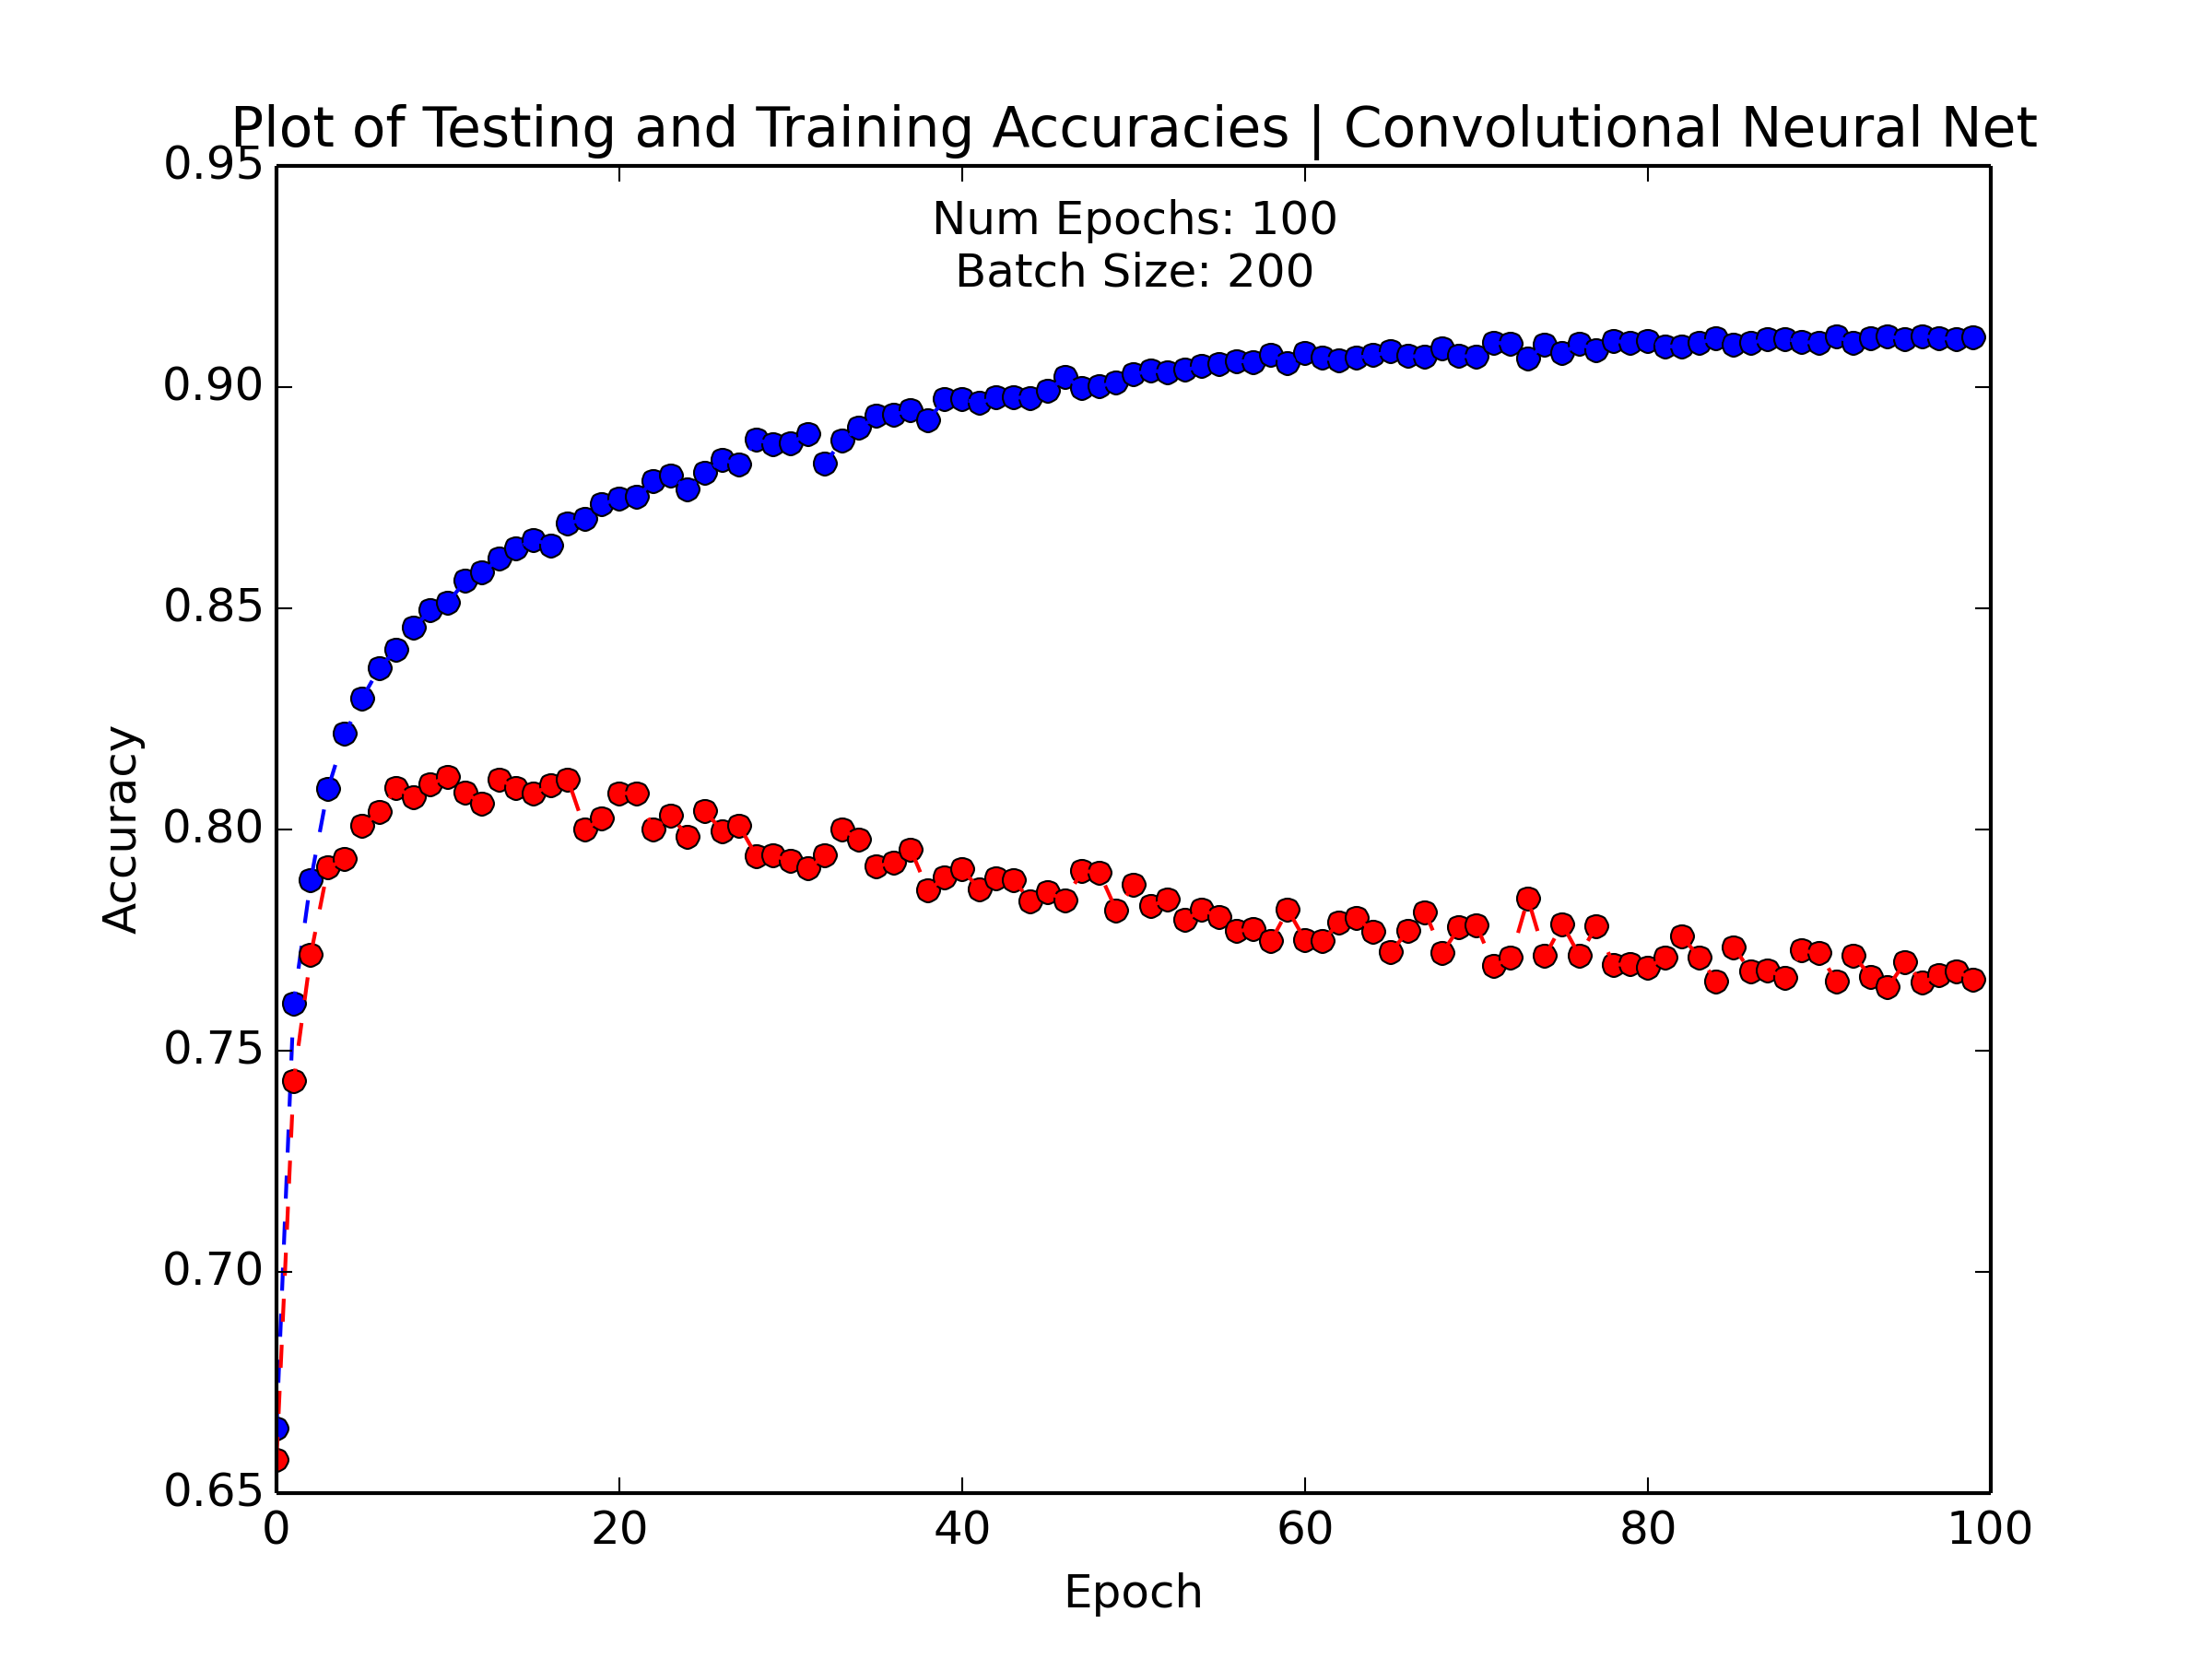 Plot of Testing and Training Accuracies | Convolutional Neural Net
Num Epochs: 100
Batch Size: 200
0.95
0.90
0.85
0.80
0.75
0.70
0.65
Accuracy
0 20 40 60 80 100
Epoch